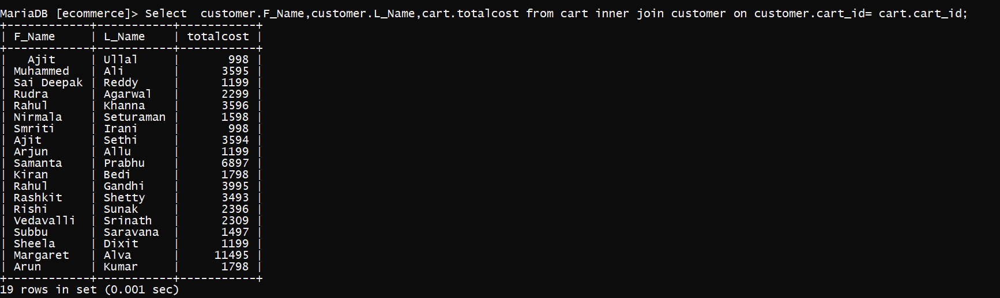 MariaDB [ecommerce]> Select  customer.F_Name,customer.L_Name,cart.totalcost from cart inner join customer on customer.cart_id= cart.cart_id;
+------------+-----------+-----------+
| F_Name     | L_Name    | totalcost |
+------------+-----------+-----------+
|   Ajit     | Ullal     |       998 |
| Muhammed   | Ali       |      3595 |
| Sai Deepak | Reddy     |      1199 |
| Rudra      | Agarwal   |      2299 |
| Rahul      | Khanna    |      3596 |
| Nirmala    | Seturaman |      1598 |
| Smriti     | Irani     |       998 |
| Ajit       | Sethi     |      3594 |
| Arjun      | Allu      |      1199 |
| Samanta    | Prabhu    |      6897 |
| Kiran      | Bedi      |      1798 |
| Rahul      | Gandhi    |      3995 |
| Rashkit    | Shetty    |      3493 |
| Rishi      | Sunak     |      2396 |
| Vedavalli  | Srinath   |      2309 |
| Subbu      | Saravana  |      1497 |
| Sheela     | Dixit     |      1199 |
| Margaret   | Alva      |     11495 |
| Arun       | Kumar     |      1798 |
+------------+-----------+-----------+
19 rows in set (0.001 sec)